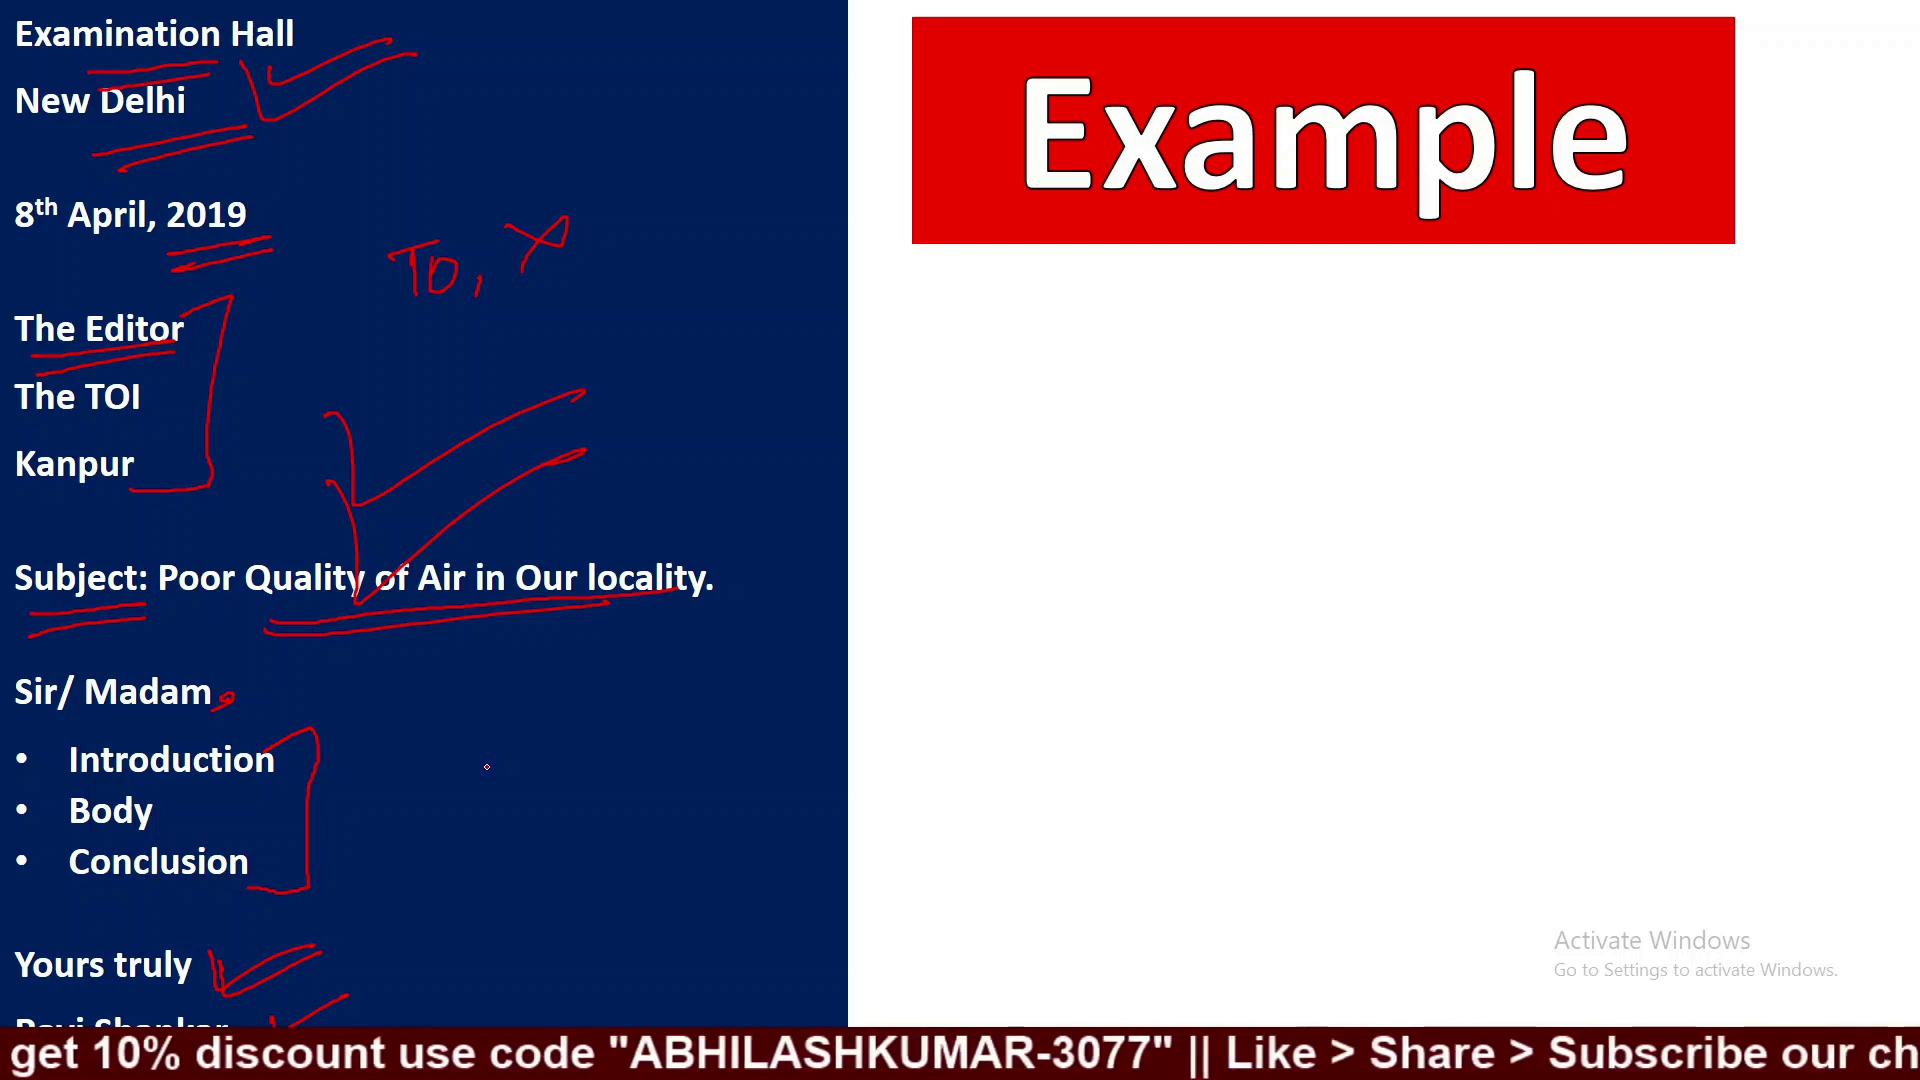 Examination Hall
New Delhi
8th April, 2019
To,
The Editor
The TOI
Kanpur
Subject: Poor Quality of Air in Our locality.
Sir/ Madam,
• Introduction
• Body
• Conclusion
Yours truly
Ravi Shankar
Example
Activate Windows
Go to Settings to activate Windows.
get 10% discount use code "ABHILASHKUMAR-3077" || Like > Share > Subscribe our ch